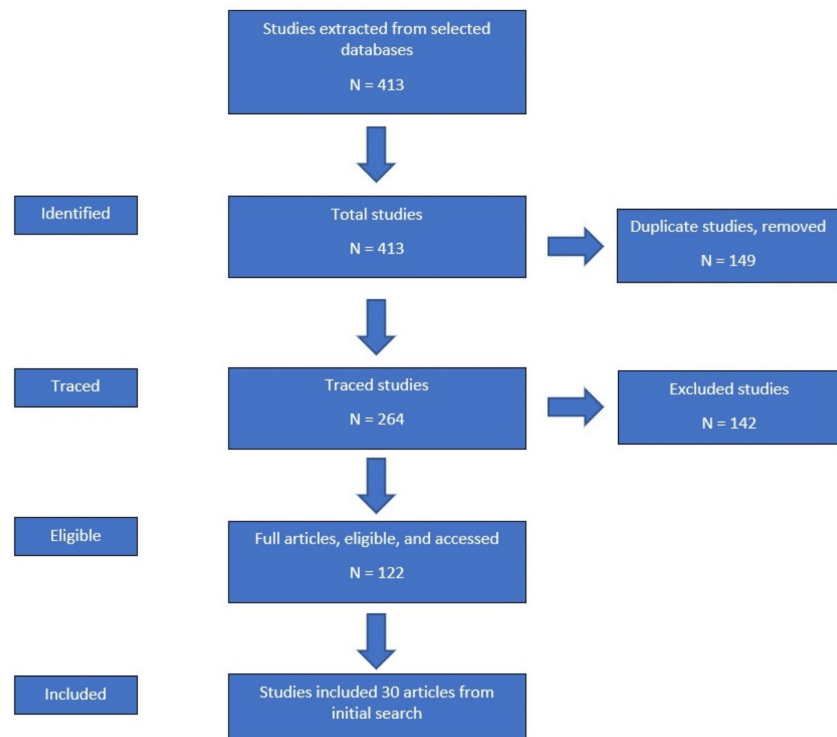 Studies extracted from selected
databases
N = 413
Identified
Total studies
N = 413
Duplicate studies, removed
N = 149
Traced
Traced studies
N = 264
Excluded studies
N = 142
Eligible
Full articles, eligible, and accessed
N = 122
Included
Studies included 30 articles from
initial search